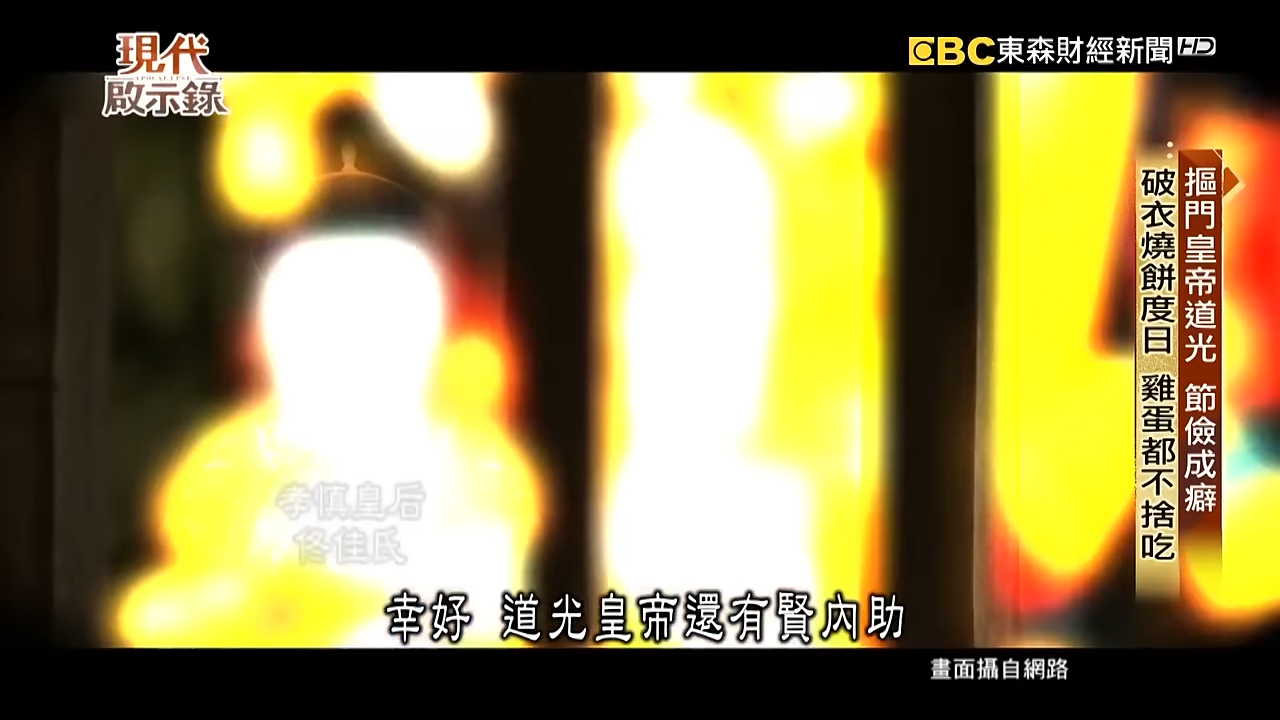 現代
APOCALYPSE
啟示錄
EBC東森財經新聞HD
摳門皇帝道光 節儉成癖
破衣燒餅度日 雞蛋都不捨吃
孝慎皇后
佟佳氏
幸好 道光皇帝還有賢內助
畫面攝自網路